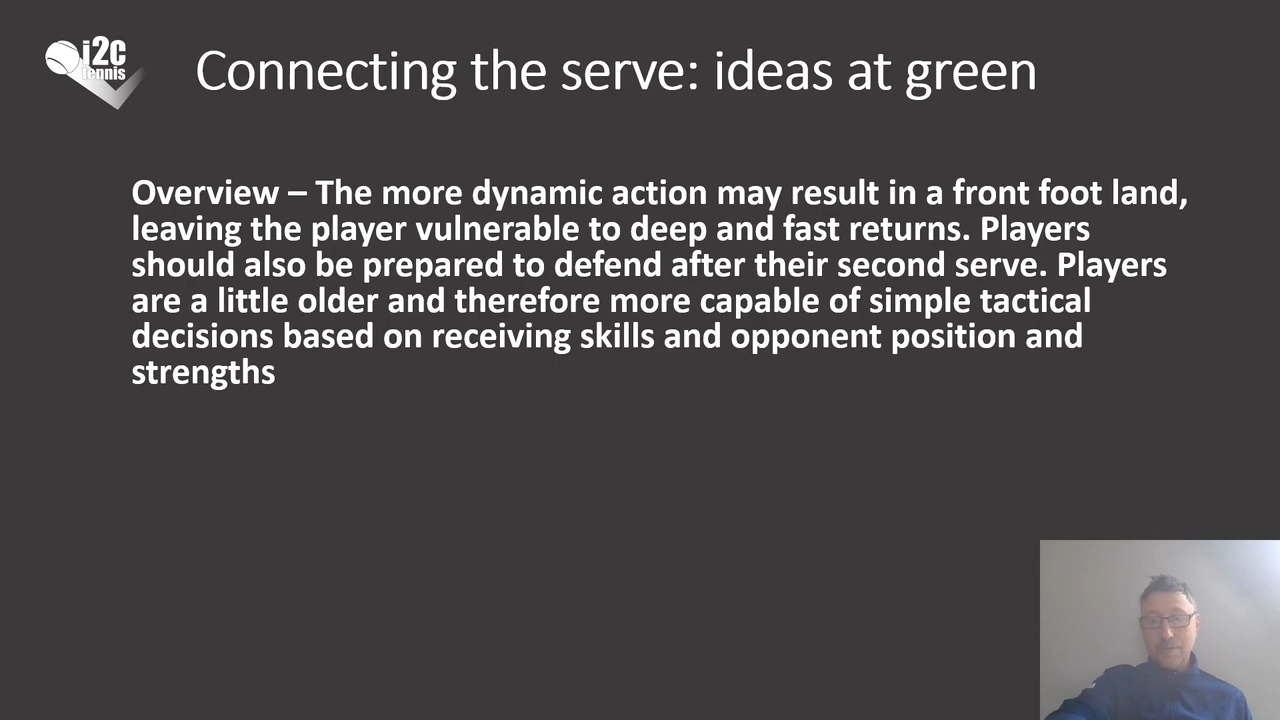 i2c
tennis
Connecting the serve: ideas at green
Overview – The more dynamic action may result in a front foot land,
leaving the player vulnerable to deep and fast returns. Players
should also be prepared to defend after their second serve. Players
are a little older and therefore more capable of simple tactical
decisions based on receiving skills and opponent position and
strengths